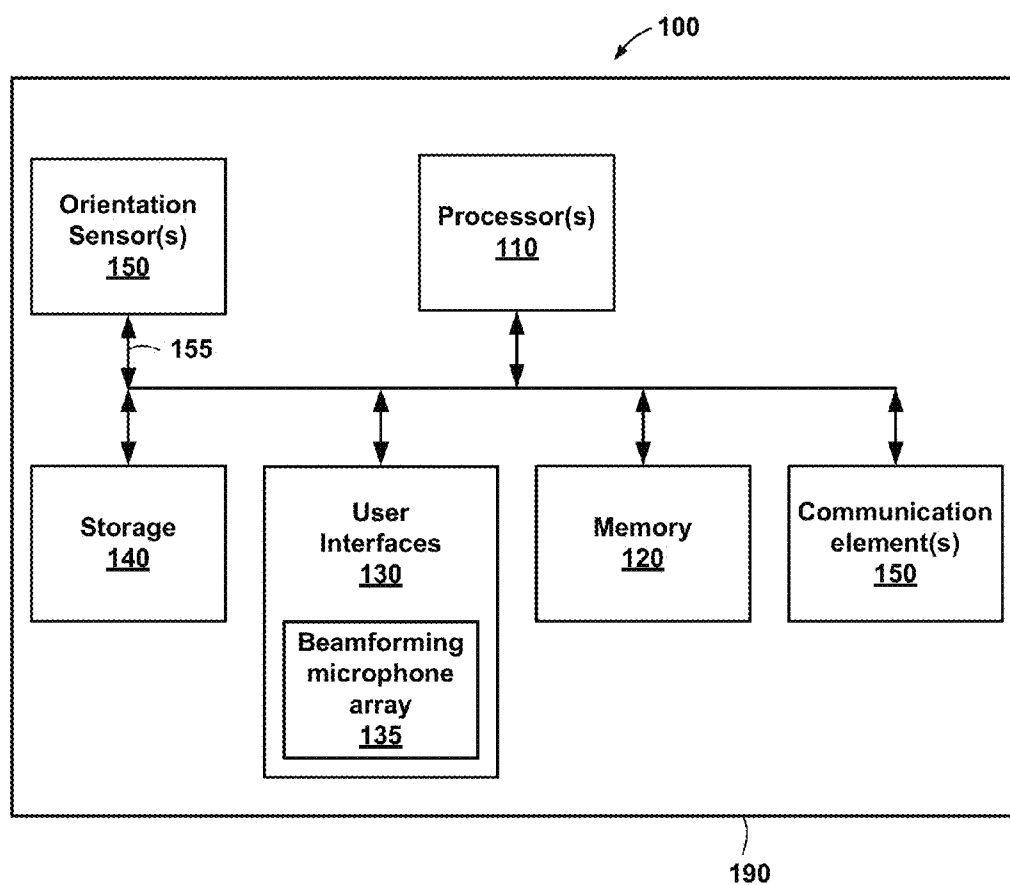 100
Orientation
Sensor(s)
150
Processor(s)
110
155
Storage
140
User
Interfaces
130
Beamforming
microphone
array
135
Memory
120
Communication
element(s)
150
190